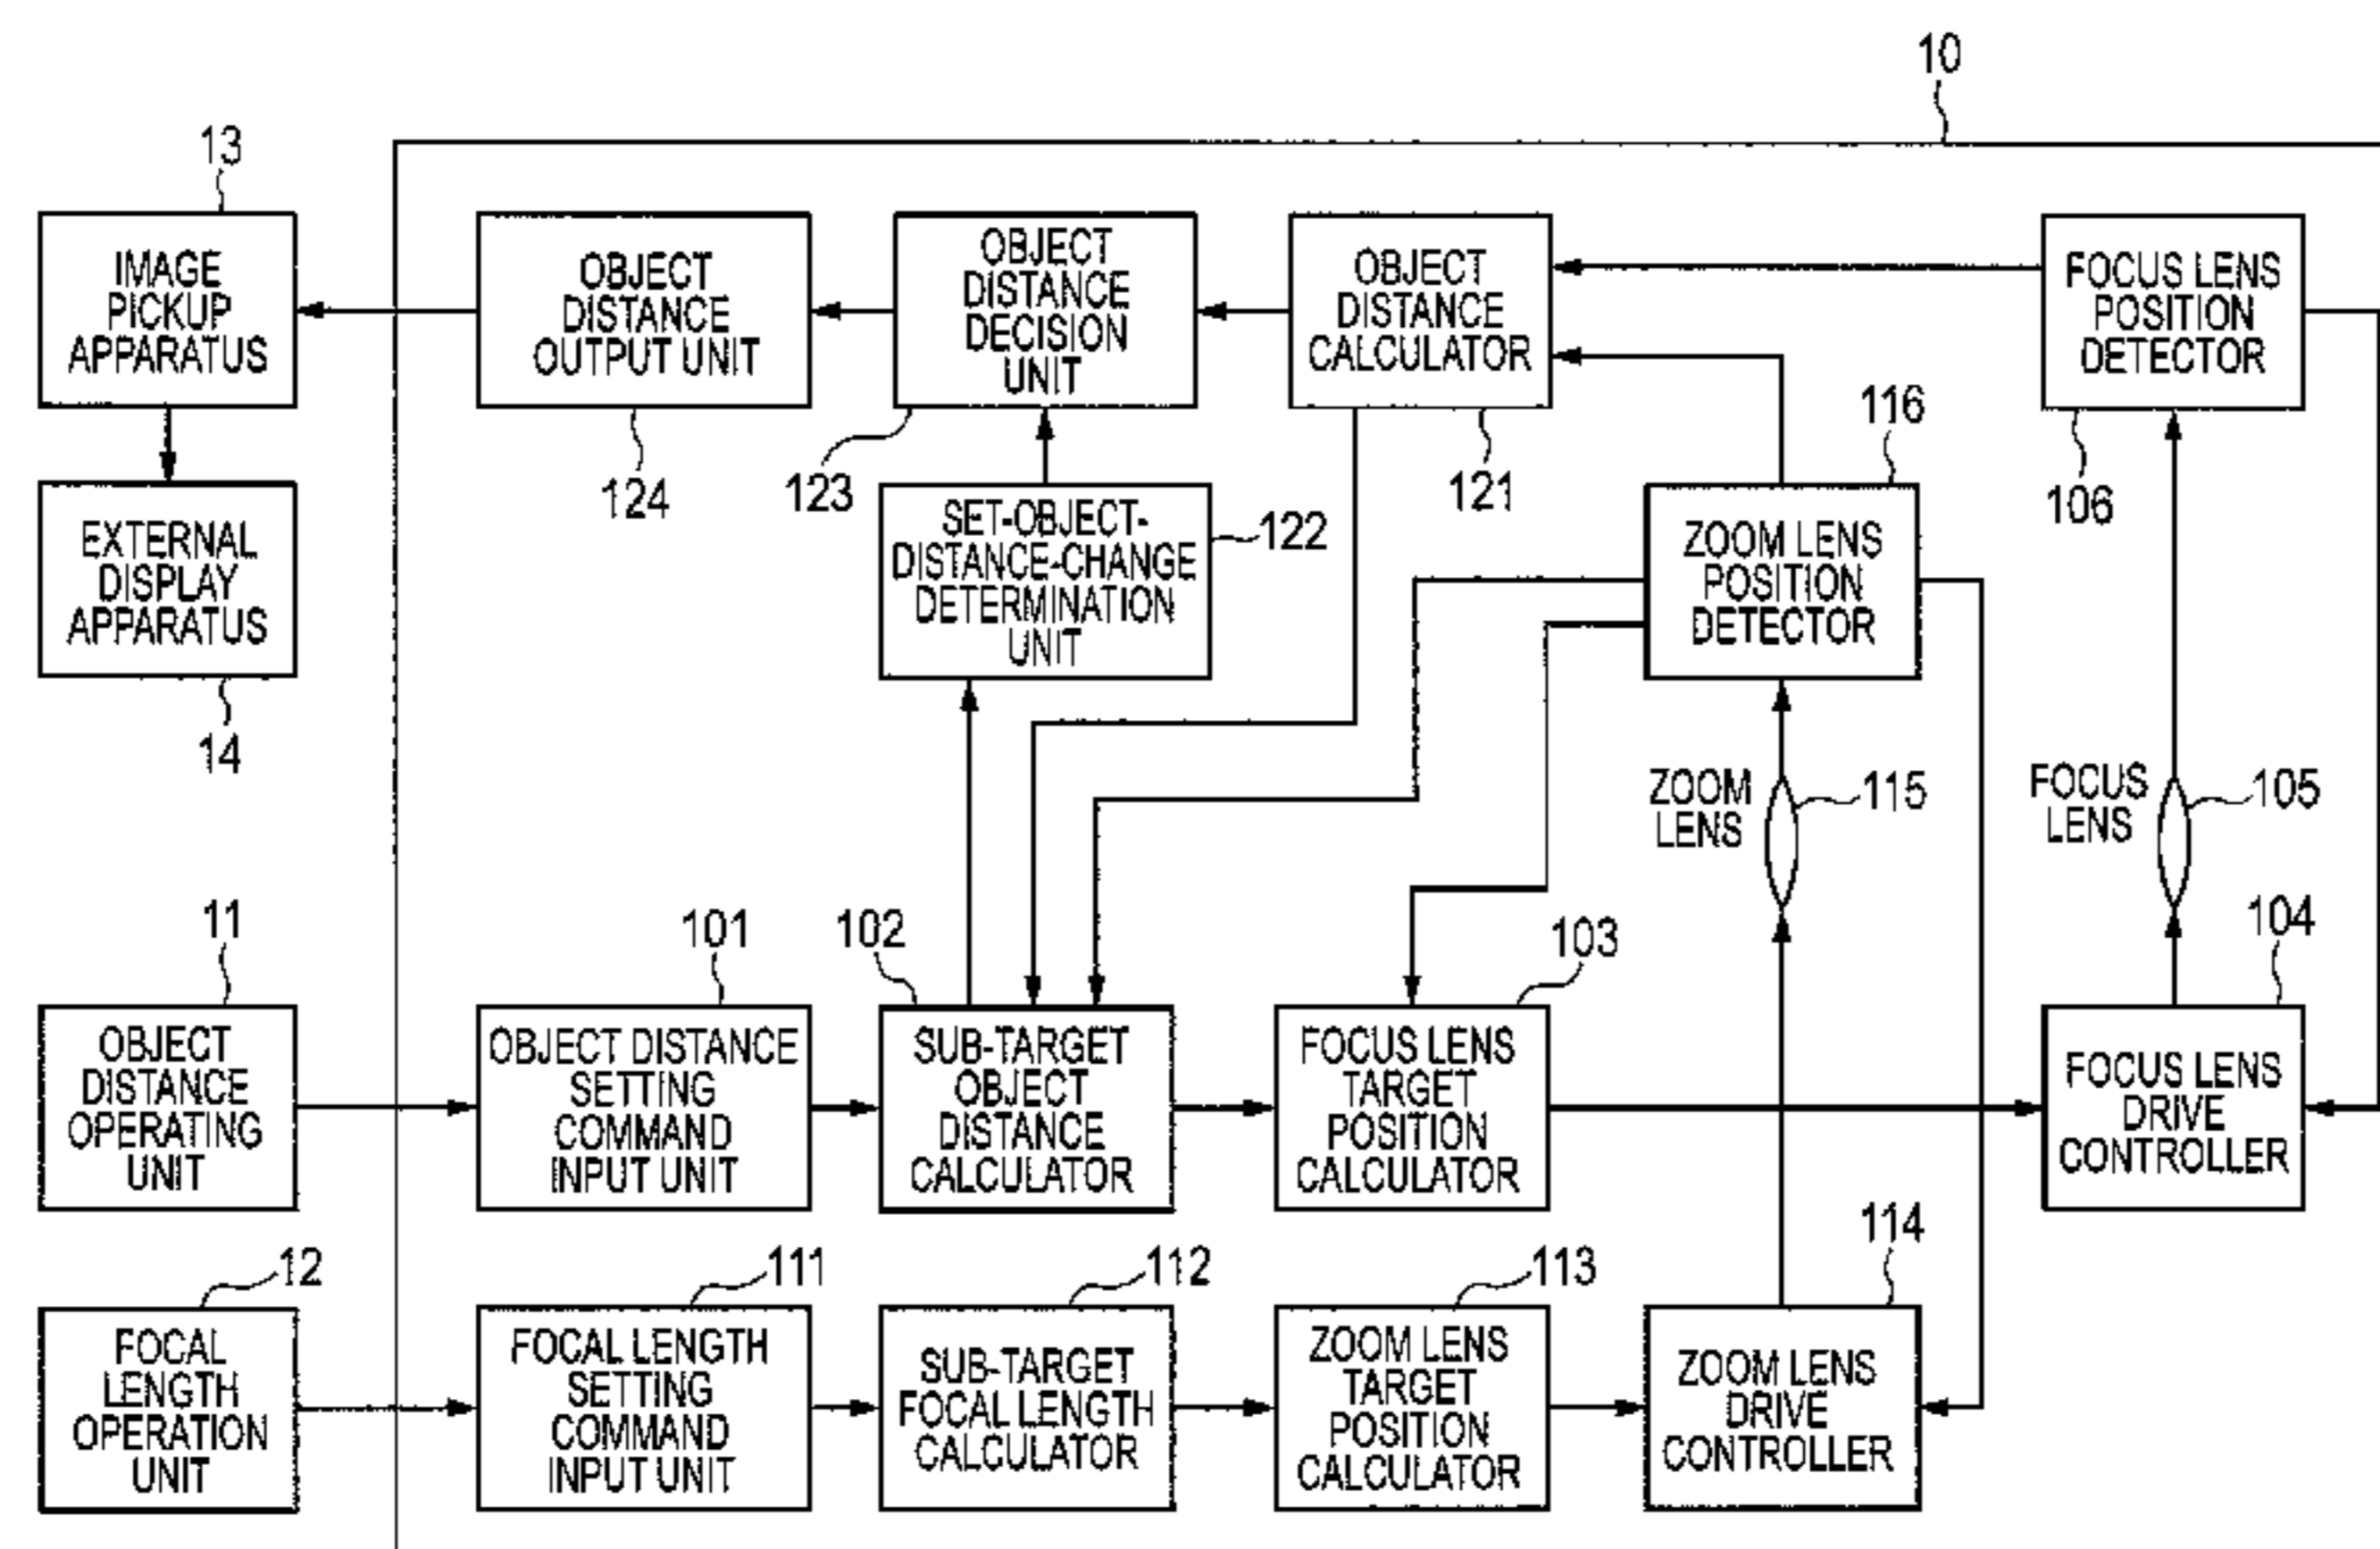 10
13
IMAGE
PICKUP
APPARATUS
OBJECT
DISTANCE
OUTPUT UNIT
OBJECT
DISTANCE
DECISION
UNIT
OBJECT
DISTANCE
CALCULATOR
FOCUS LENS
POSITION
DETECTOR
124
123
121
116
106
EXTERNAL
DISPLAY
APPARATUS
SET-OBJECT-
DISTANCE-CHANGE
DETERMINATION
UNIT
122
ZOOM LENS
POSITION
DETECTOR
14
ZOOM
LENS
115
FOCUS
LENS
105
11
101
102
103
104
OBJECT
DISTANCE
OPERATING
UNIT
OBJECT DISTANCE
SETTING
COMMAND
INPUT UNIT
SUB-TARGET
OBJECT
DISTANCE
CALCULATOR
FOCUS LENS
TARGET
POSITION
CALCULATOR
FOCUS LENS
DRIVE
CONTROLLER
12
111
112
113
114
FOCAL
LENGTH
OPERATION
UNIT
FOCAL LENGTH
SETTING
COMMAND
INPUT UNIT
SUB-TARGET
FOCAL LENGTH
CALCULATOR
ZOOM LENS
TARGET
POSITION
CALCULATOR
ZOOM LENS
DRIVE
CONTROLLER